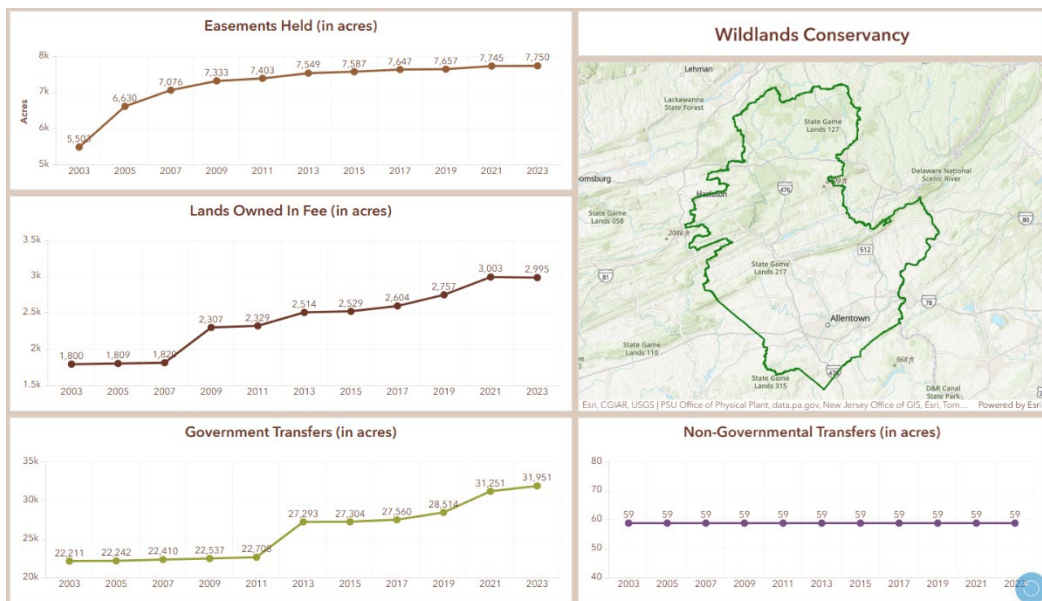 Easements Held (in acres)
8k
7k
6k
5k
Acres
5,503
6,630
7,076
7,333
7,403
7,549
7,587
7,647
7,657
7,745
7,750
2003 2005 2007 2009 2011 2013 2015 2017 2019 2021 2023
Lands Owned In Fee (in acres)
3.5k
3k
2.5k
2k
1.5k
1,800
1,809
1,820
2,307
2,329
2,514
2,529
2,604
2,757
3,003
2,995
2003 2005 2007 2009 2011 2013 2015 2017 2019 2021 2023
Government Transfers (in acres)
35k
30k
25k
20k
22,211
22,242
22,410
22,537
22,708
27,293
27,304
27,560
28,514
31,251
31,951
2003 2005 2007 2009 2011 2013 2015 2017 2019 2021 2023
Wildlands Conservancy
Lehman
Lackawanna
State Forest
State Game
Lands 127
Delaware National
Scenic River
oomsburg
Hazleton
476
80
State Game
Lands 058
2086 ft
512
State Game
Lands 217
81
78
Allentown
State Game
Lands 110
968 ft
476
State Game
Lands 315
D&R Canal
State Park
Esri, CGIAR, USGS | PSU Office of Physical Plant, data.pa.gov, New Jersey Office of GIS, Esri, Tom... Powered by Esri
Non-Governmental Transfers (in acres)
80
70
60
50
40
59 59 59 59 59 59 59 59 59 59 59
2003 2005 2007 2009 2011 2013 2015 2017 2019 2021 2023